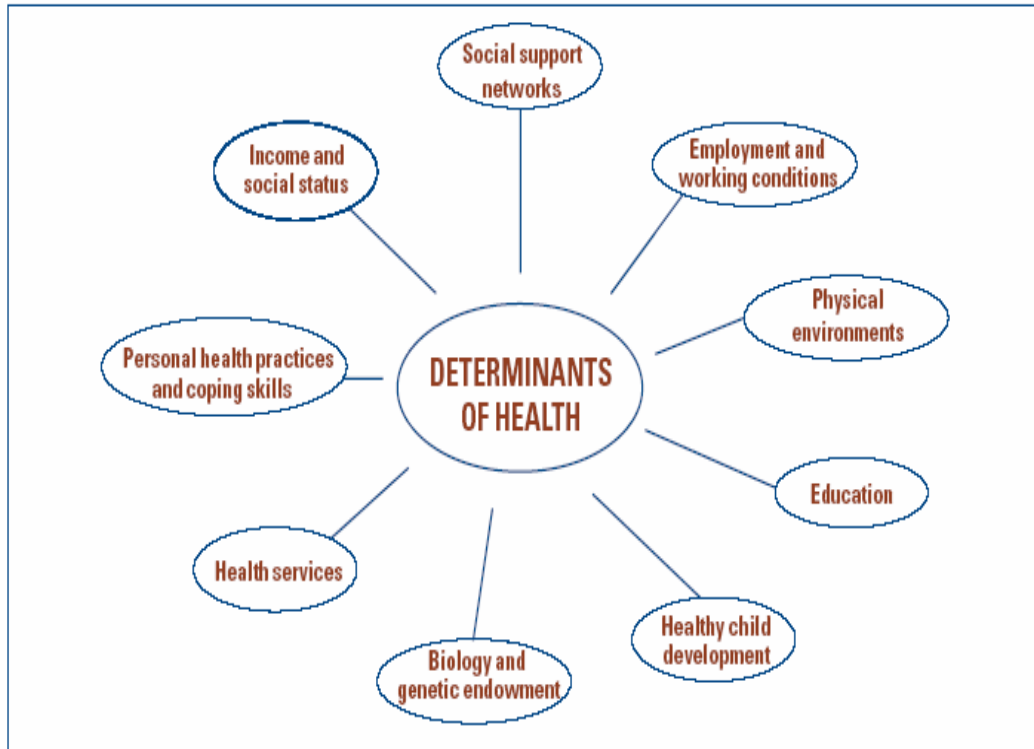 Social support
networks
Income and
social status
Employment and
working conditions
Physical
environments
Personal health practices
and coping skills
DETERMINANTS
OF HEALTH
Education
Health services
Healthy child
development
Biology and
genetic endowment